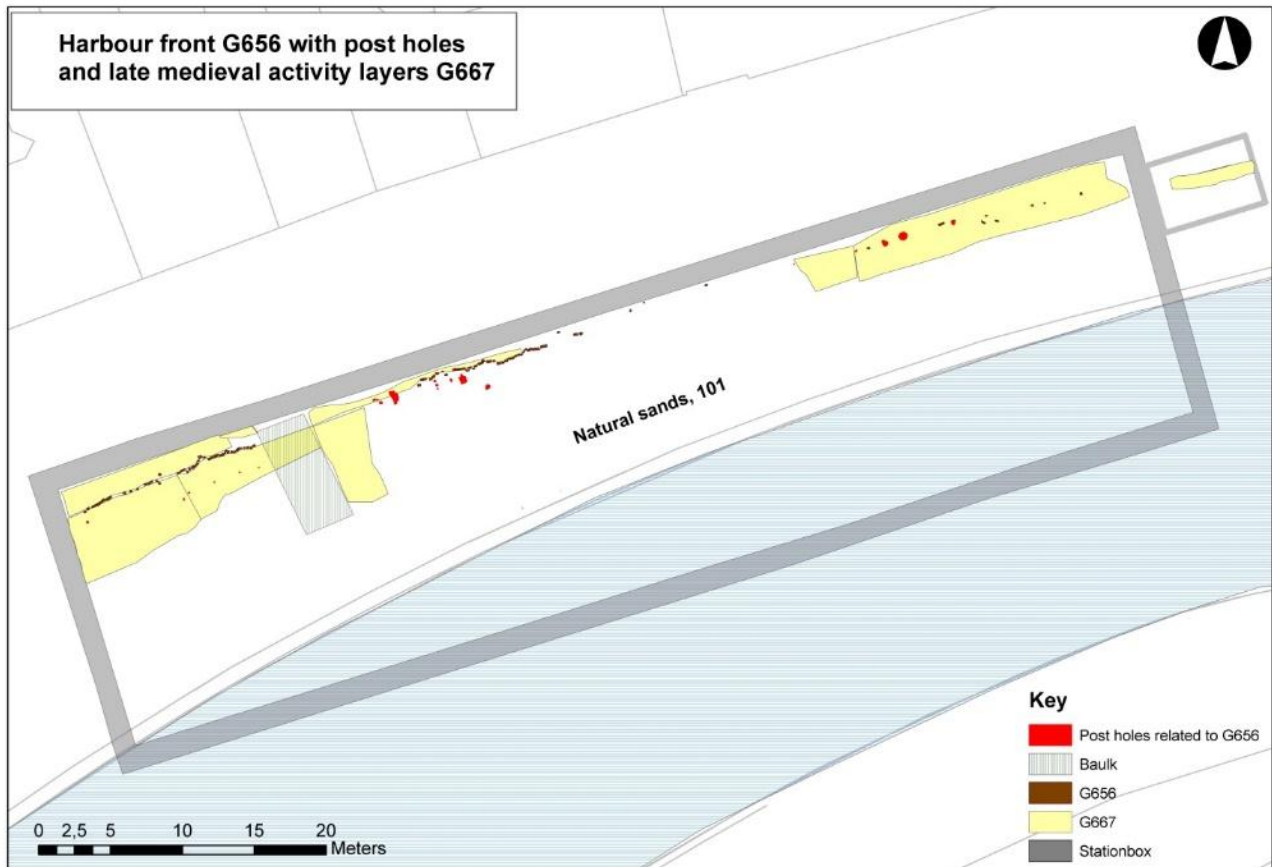 Harbour front G656 with post holes
and late medieval activity layers G667
Natural sands, 101
Key
Post holes related to G656
Baulk
G656
G667
Stationbox
0 2,5 5 10 15 20
Meters